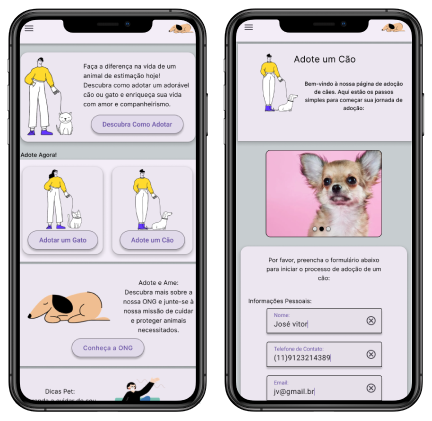 Faça a diferença na vida de um
animal de estimação hoje!
Descubra como adotar um adorável
cão ou gato e enriqueça sua vida
com amor e companheirismo.
Descubra Como Adotar
Adote Agora!
Adotar um Gato
Adote um Cão
Adote e Ame:
Descubra mais sobre a
nossa ONG e junte-se à
nossa missão de cuidar
e proteger animais
necessitados.
Conheça a ONG
Dicas Pet:
Adote um Cão
Bem-vindo à nossa página de adoção
de cães. Aqui estão os passos
simples para começar sua jornada de
adoção:
Por favor, preencha o formulário abaixo
para iniciar o processo de adoção de um
cão:
Informações Pessoais:
Nome:
José vitor
Telefone de Contato:
(11)9123214389
Email
jv@gmail.br